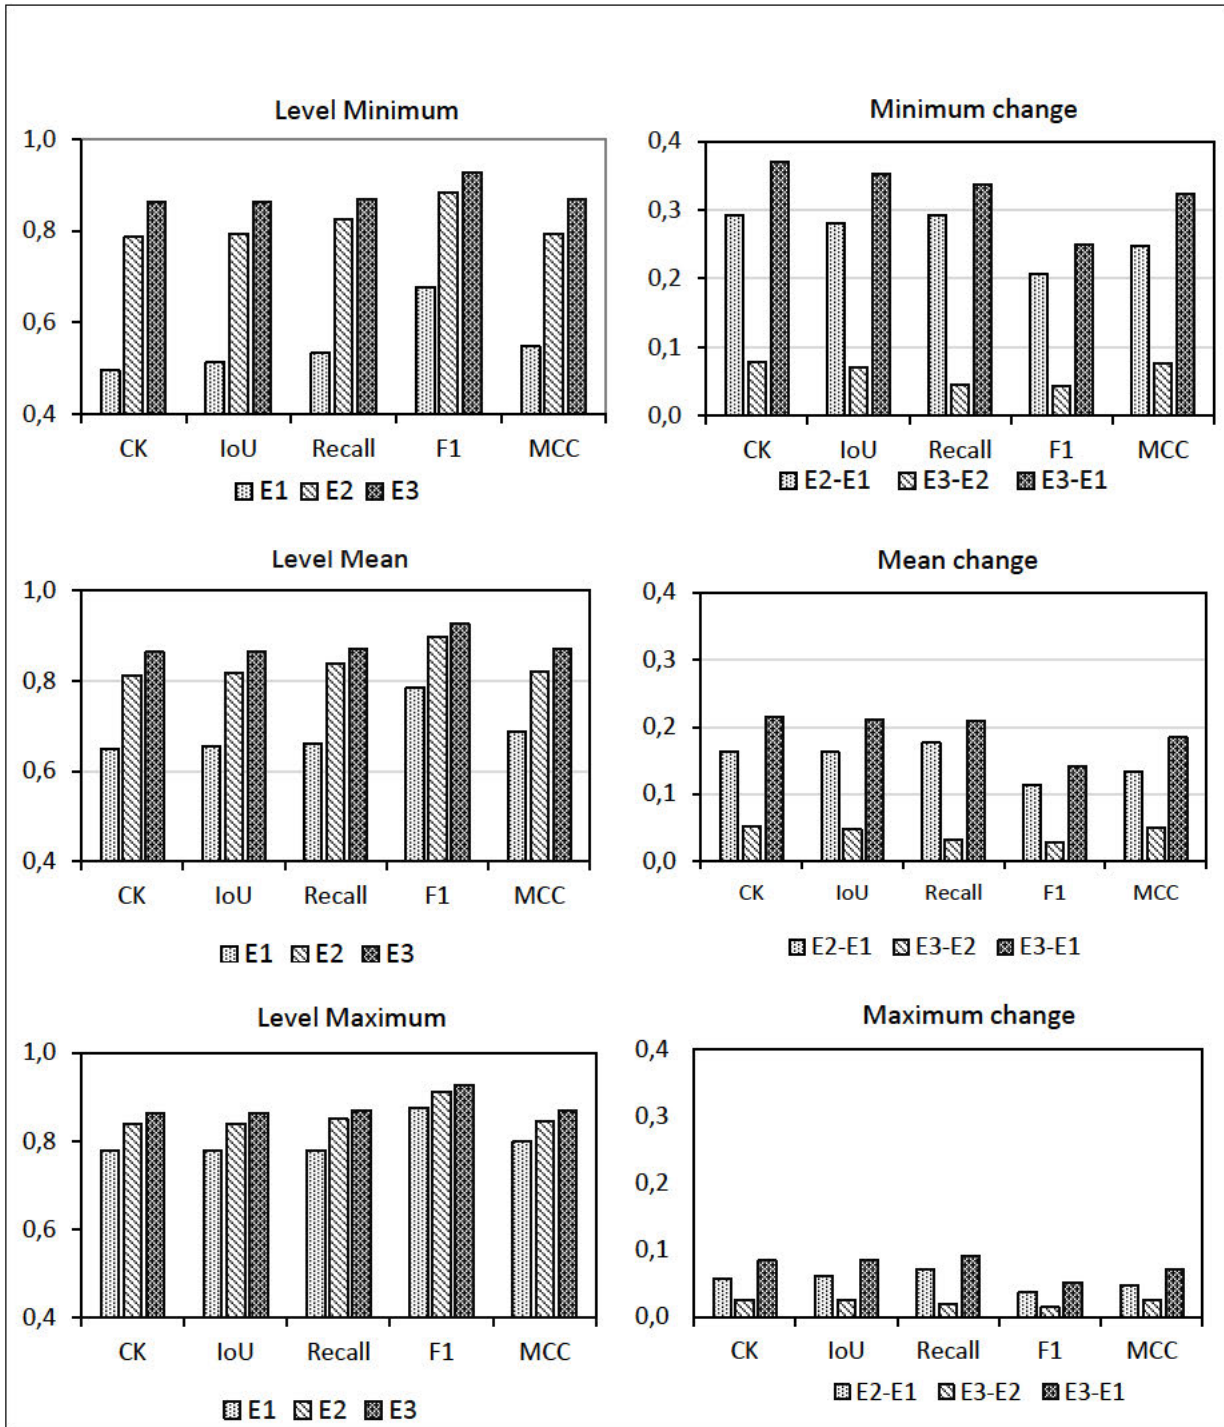 Level Minimum
1,0
0,8
0,6
0,4
CK IoU Recall F1 MCC
E1 E2 E3
Minimum change
0,4
0,3
0,2
0,1
0,0
CK IoU Recall F1 MCC
E2-E1 E3-E2 E3-E1
Level Mean
1,0
0,8
0,6
0,4
CK IoU Recall F1 MCC
E1 E2 E3
Mean change
0,4
0,3
0,2
0,1
0,0
CK IoU Recall F1 MCC
E2-E1 E3-E2 E3-E1
Level Maximum
1,0
0,8
0,6
0,4
CK IoU Recall F1 MCC
E1 E2 E3
Maximum change
0,4
0,3
0,2
0,1
0,0
CK IoU Recall F1 MCC
E2-E1 E3-E2 E3-E1